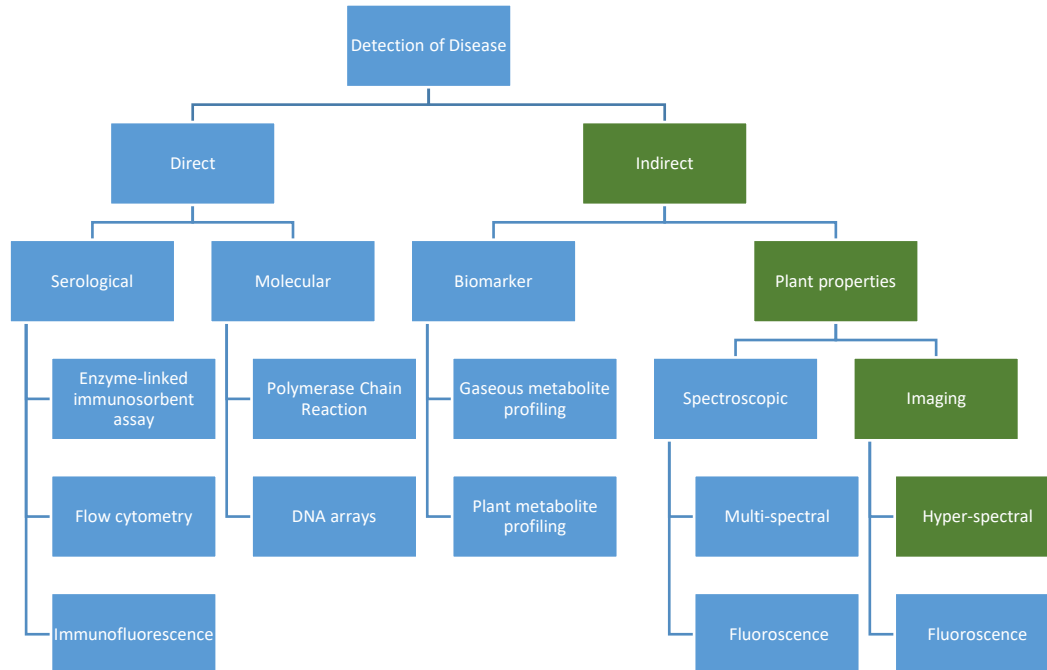 Detection of Disease
Direct
Indirect
Serological
Molecular
Biomarker
Plant properties
Enzyme-linked
immunosorbent
assay
Polymerase Chain
Reaction
Gaseous metabolite
profiling
Spectroscopic
Imaging
Flow cytometry
DNA arrays
Plant metabolite
profiling
Multi-spectral
Hyper-spectral
Immunofluorescence
Fluoroscence
Fluoroscence